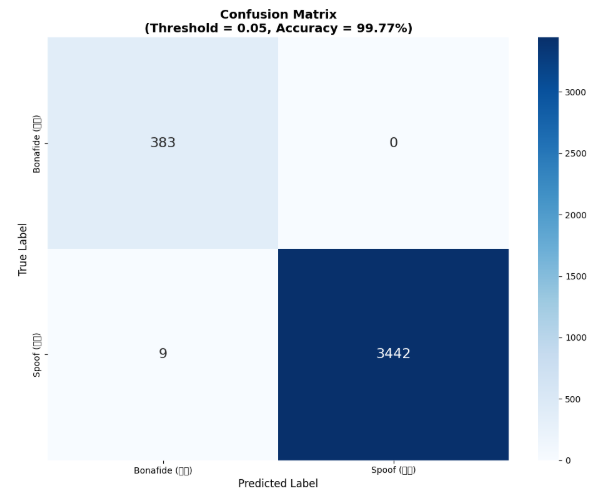 Confusion Matrix
(Threshold = 0.05, Accuracy = 99.77%)
True Label
Bonafide (▯▯)
383
0
3000
2500
2000
1500
1000
500
0
Spoof (▯▯)
9
3442
Bonafide (▯▯)
Spoof (▯▯)
Predicted Label